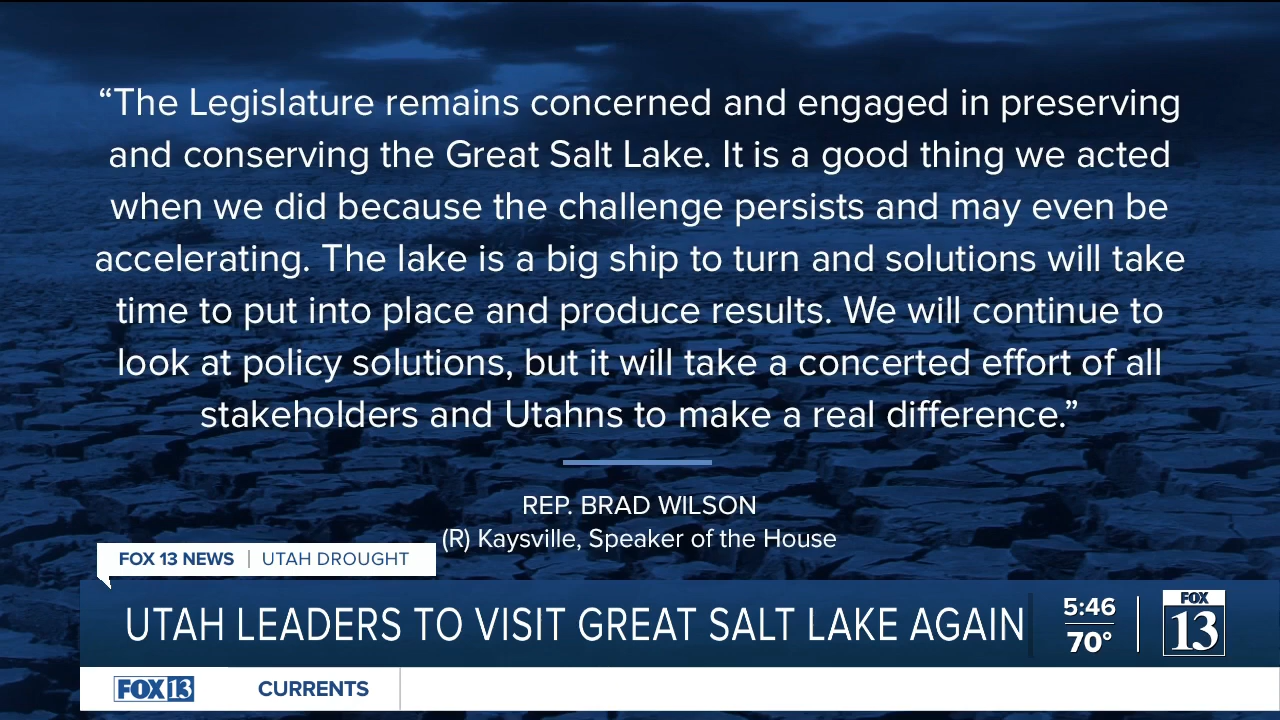 “The Legislature remains concerned and engaged in preserving
and conserving the Great Salt Lake. It is a good thing we acted
when we did because the challenge persists and may even be
accelerating. The lake is a big ship to turn and solutions will take
time to put into place and produce results. We will continue to
look at policy solutions, but it will take a concerted effort of all
stakeholders and Utahns to make a real difference.”
REP. BRAD WILSON
(R) Kaysville, Speaker of the House
FOX 13 NEWS | UTAH DROUGHT
UTAH LEADERS TO VISIT GREAT SALT LAKE AGAIN
5:46
70°
FOX
13
FOX 13 CURRENTS